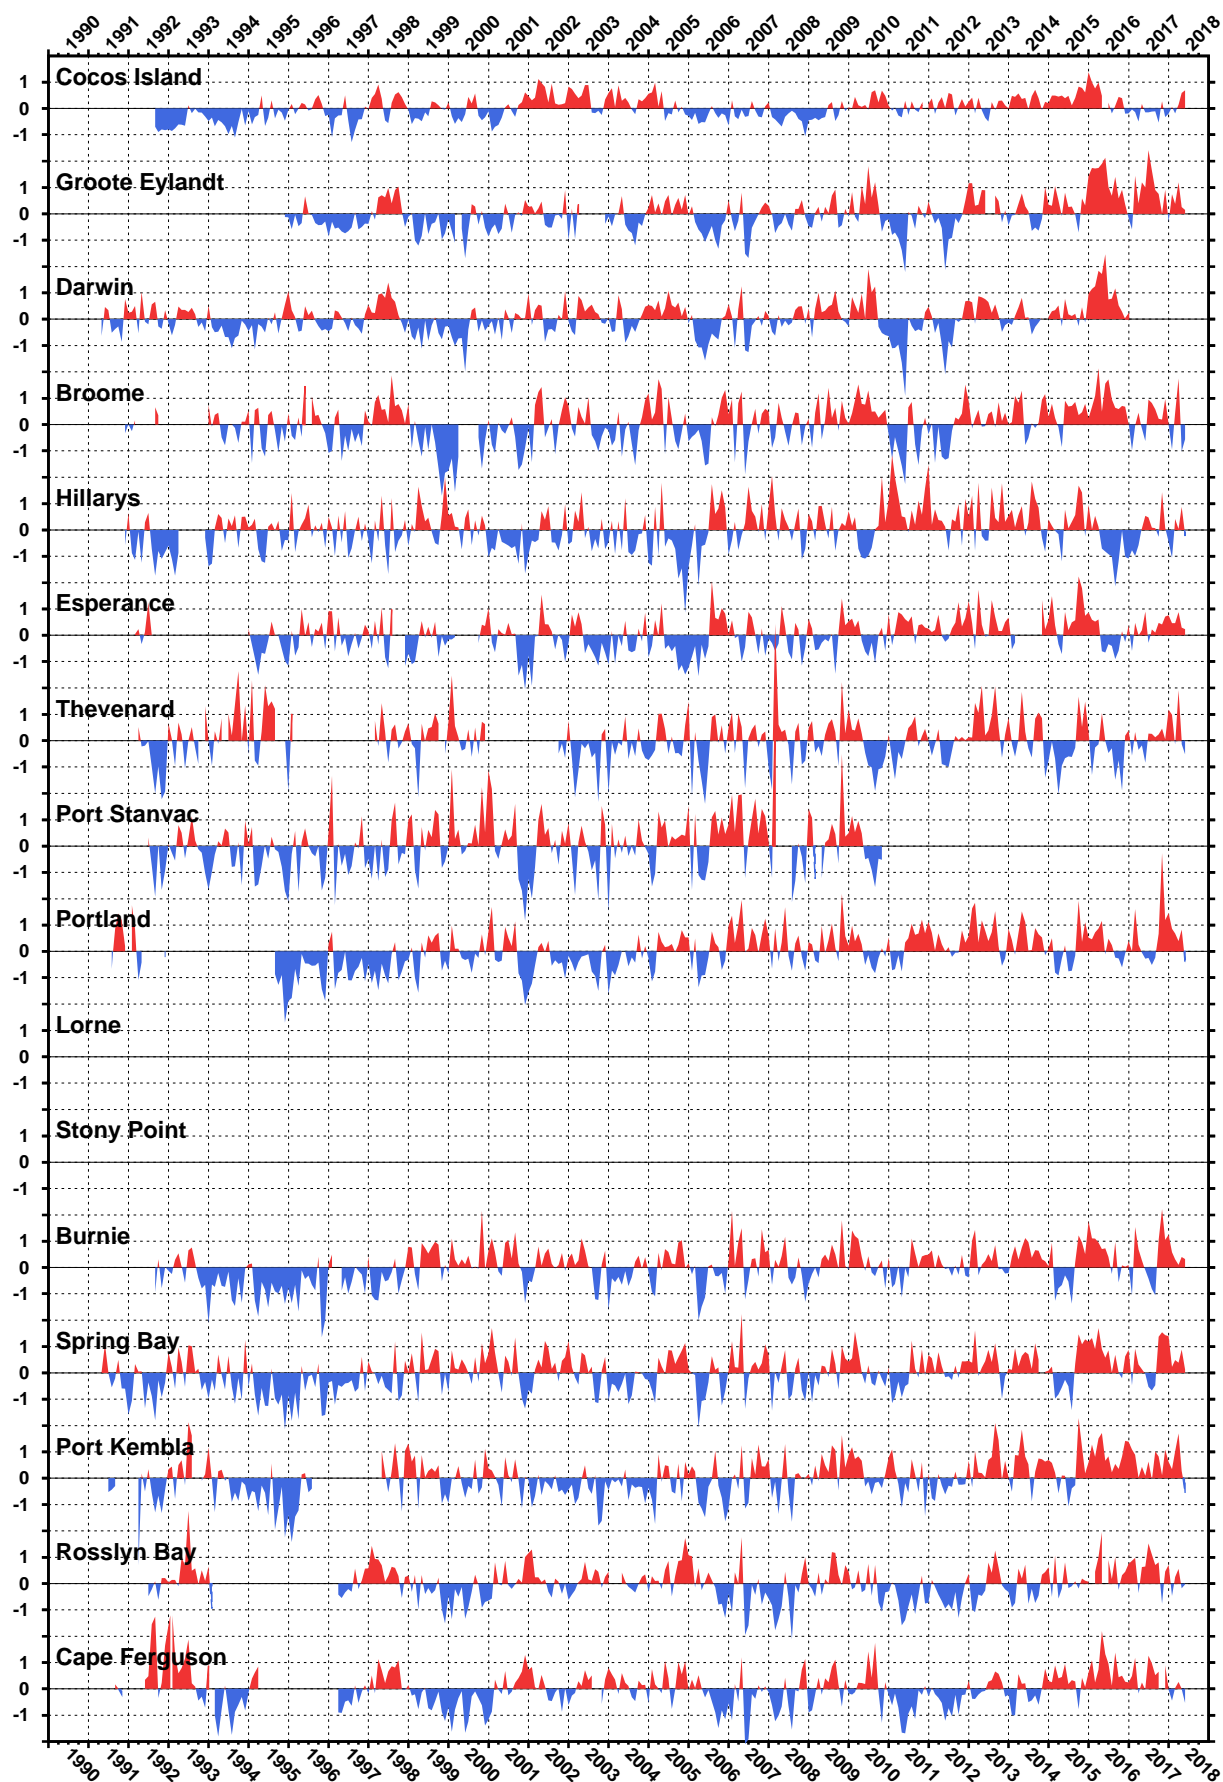 1990 1991 1992 1993 1994 1995 1996 1997 1998 1999 2000 2001 2002 2003 2004 2005 2006 2007 2008 2009 2010 2011 2012 2013 2014 2015 2016 2017 2018
Cocos Island
1
0
-1
Groote Eylandt
1
0
-1
Darwin
1
0
-1
Broome
1
0
-1
Hillarys
1
0
-1
Esperance
1
0
-1
Thevenard
1
0
-1
Port Stanvac
1
0
-1
Portland
1
0
-1
Lorne
1
0
-1
Stony Point
1
0
-1
Burnie
1
0
-1
Spring Bay
1
0
-1
Port Kembla
1
0
-1
Rosslyn Bay
1
0
-1
Cape Ferguson
1
0
-1
1990 1991 1992 1993 1994 1995 1996 1997 1998 1999 2000 2001 2002 2003 2004 2005 2006 2007 2008 2009 2010 2011 2012 2013 2014 2015 2016 2017 2018